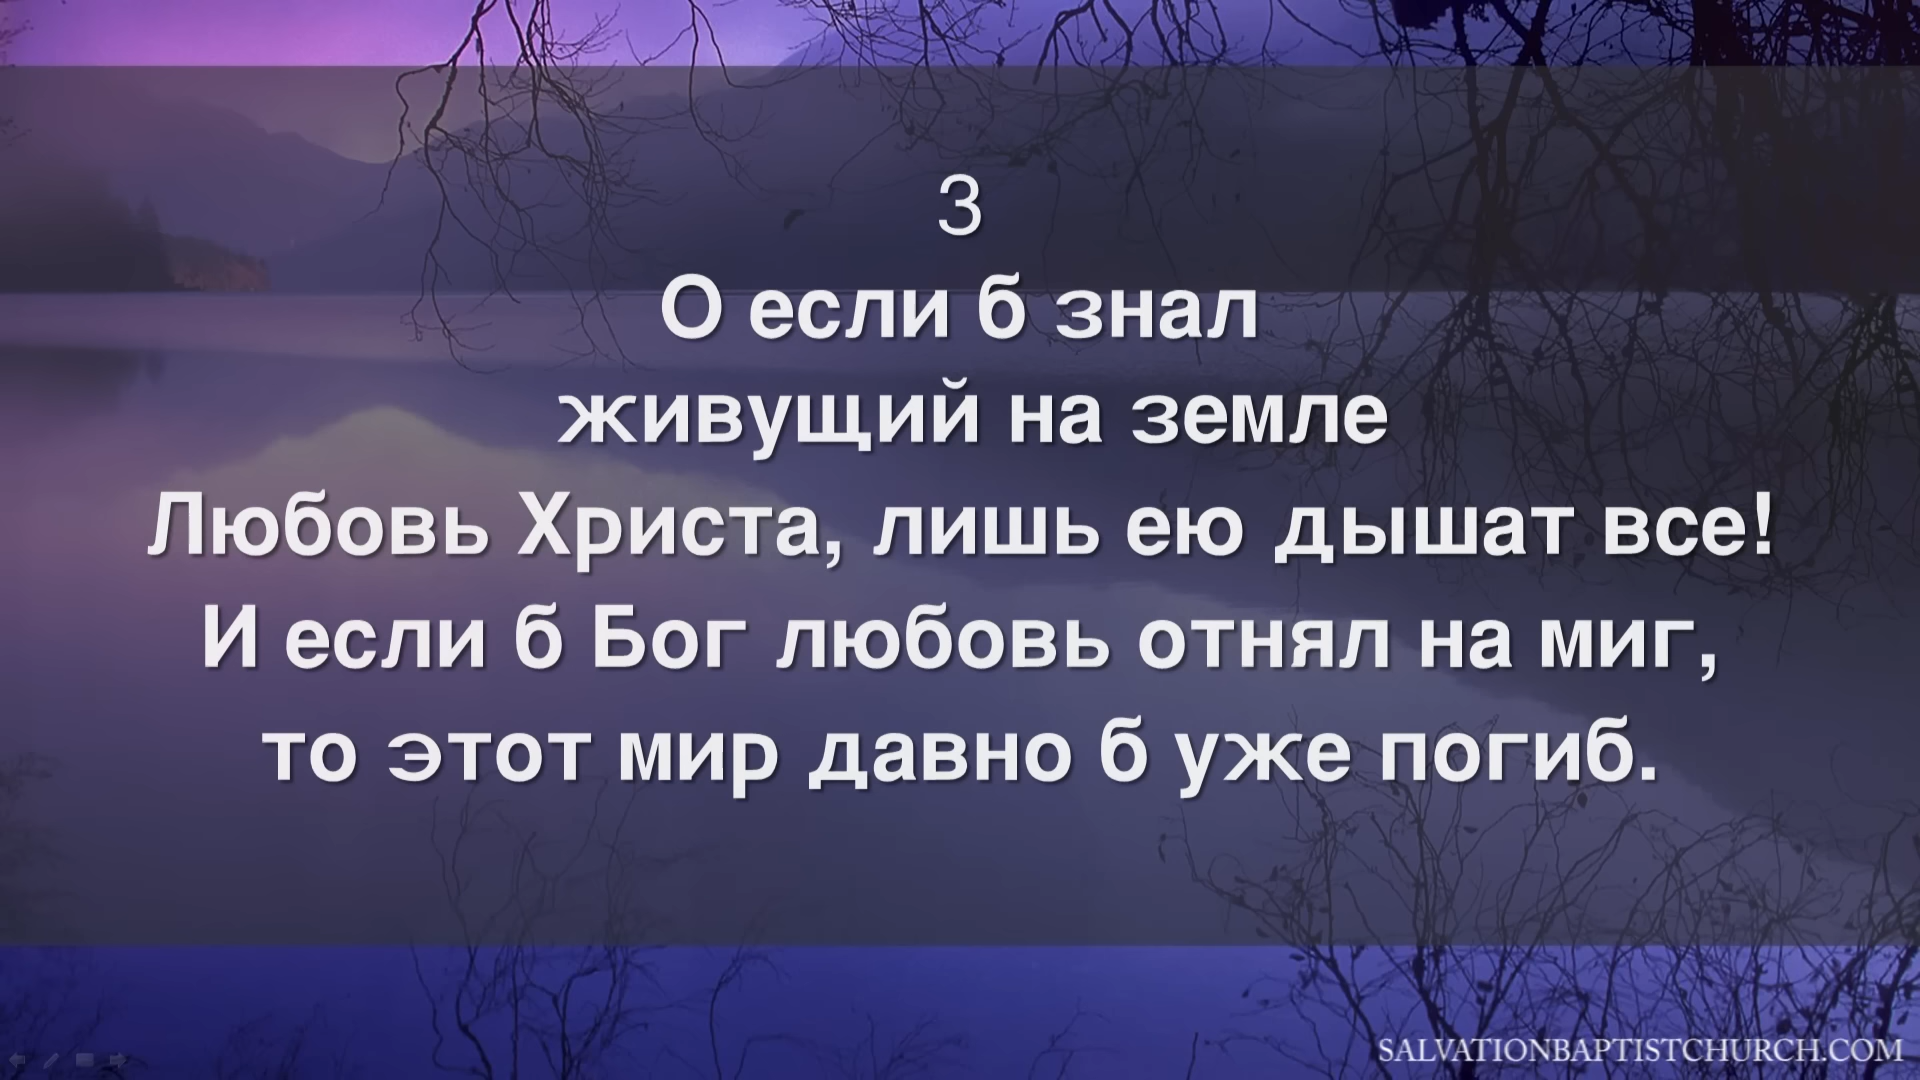 3
О если б знал
живущий на земле
Любовь Христа, лишь ею дышат все!
И если б Бог любовь отнял на миг,
то этот мир давно б уже погиб.
SALVATIONBAPTISTCHURCH.COM